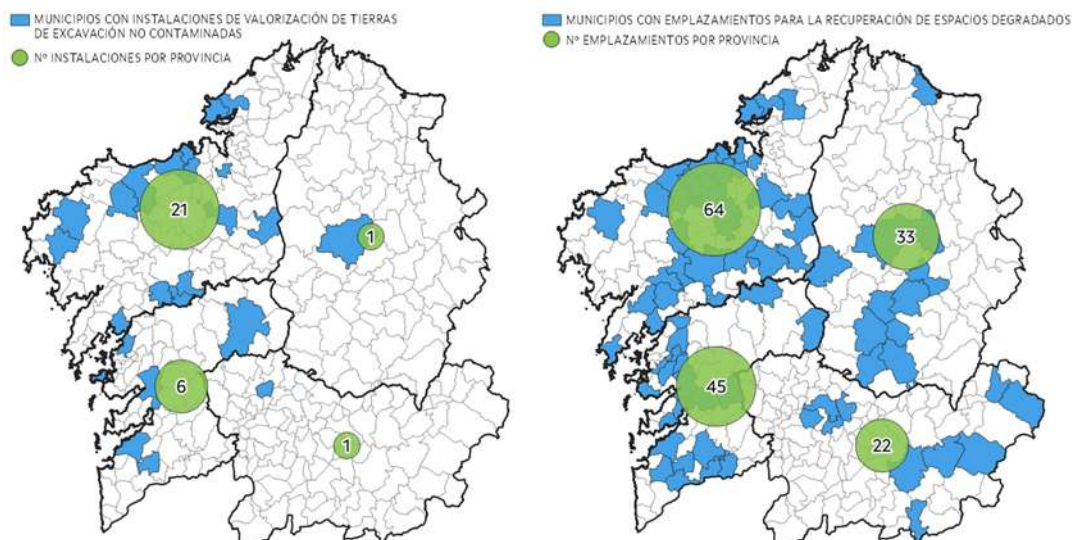 MUNICIPIOS CON INSTALACIONES DE VALORIZACIÓN DE TIERRAS
DE EXCAVACIÓN NO CONTAMINADAS
Nº INSTALACIONES POR PROVINCIA
21
1
6
1
MUNICIPIOS CON EMPLAZAMIENTOS PARA LA RECUPERACIÓN DE ESPACIOS DEGRADADOS
Nº EMPLAZAMIENTOS POR PROVINCIA
64
33
45
22